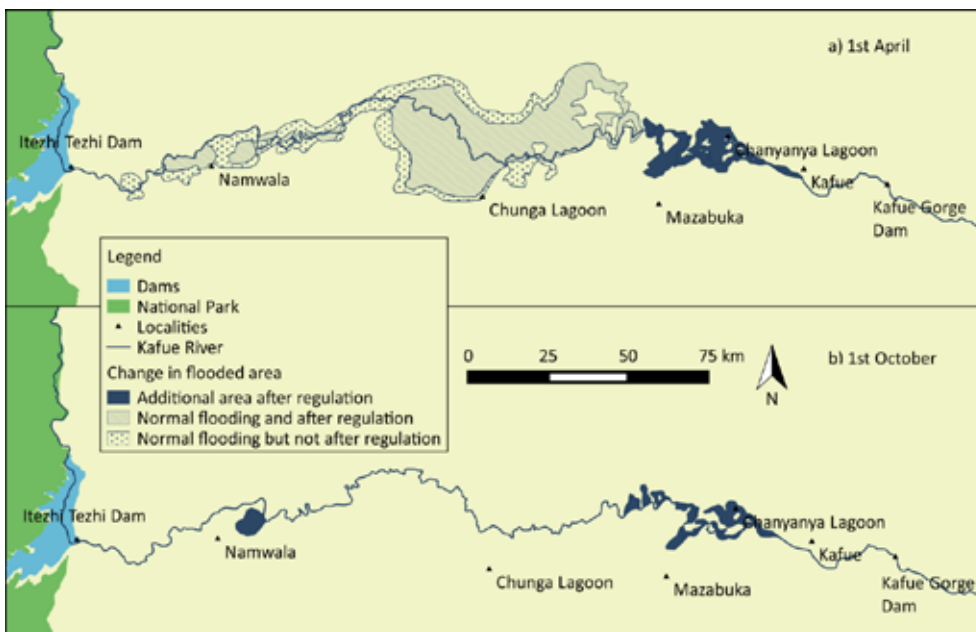 a) 1st April
Itezhi Tezhi Dam
Namwala
Chunga Lagoon
Chanyanya Lagoon
Kafue
Mazabuka
Kafue Gorge
Dam
Legend
Dams
National Park
Localities
Kafue River
Change in flooded area
Additional area after regulation
Normal flooding and after regulation
Normal flooding but not after regulation
0 25 50 75 km
N
b) 1st October
Itezhi Tezhi Dam
Namwala
Chunga Lagoon
Chanyanya Lagoon
Kafue
Mazabuka
Kafue Gorge
Dam